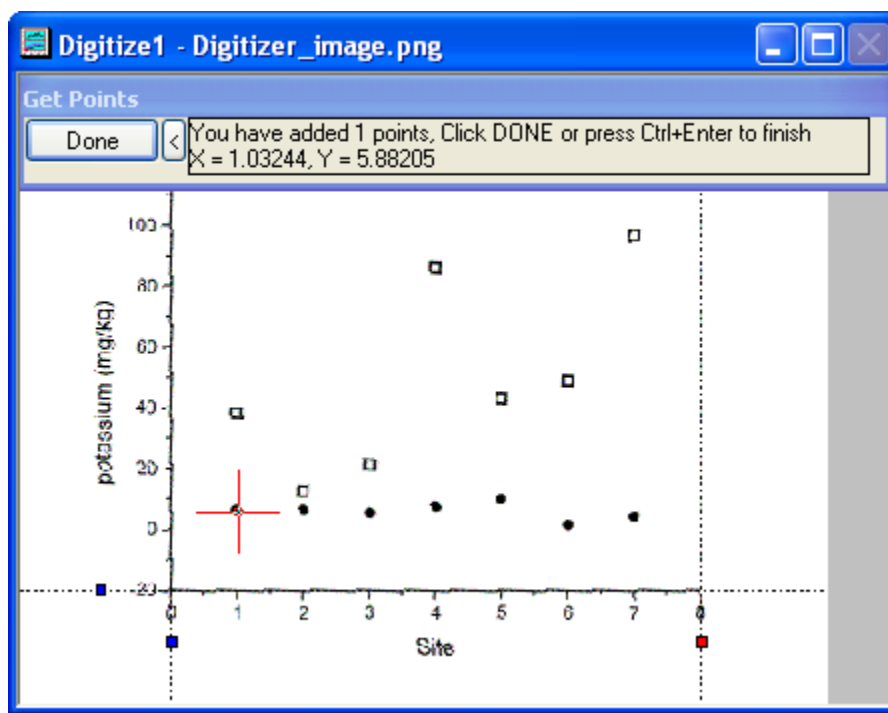 Digitize1 - Digitizer_image.png
Get Points
Done
<
You have added 1 points, Click DONE or press Ctrl+Enter to finish
X = 1.03244, Y = 5.88205
100
80
60
40
20
0
-20
potassium (mg/kg)
0 1 2 3 4 5 6 7 8
Site